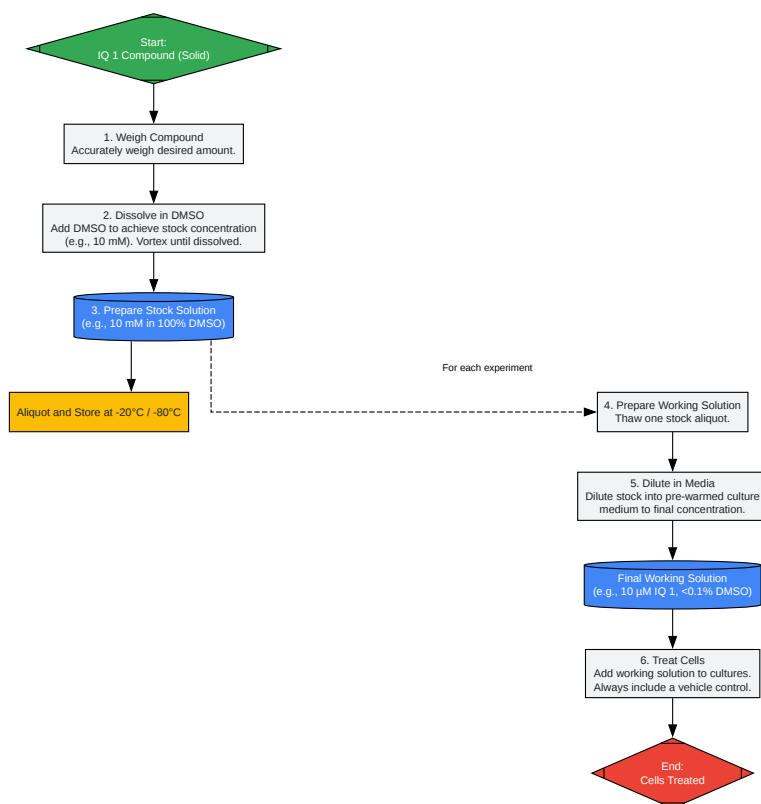 Start:
IQ 1 Compound (Solid)
1. Weigh Compound
Accurately weigh desired amount.
2. Dissolve in DMSO
Add DMSO to achieve stock concentration
(e.g., 10 mM). Vortex until dissolved.
3. Prepare Stock Solution
(e.g., 10 mM in 100% DMSO)
Aliquot and Store at -20°C / -80°C
For each experiment
4. Prepare Working Solution
Thaw one stock aliquot.
5. Dilute in Media
Dilute stock into pre-warmed culture
medium to final concentration.
Final Working Solution
(e.g., 10 µM IQ 1, <0.1% DMSO)
6. Treat Cells
Add working solution to cultures.
Always include a vehicle control.
End:
Cells Treated